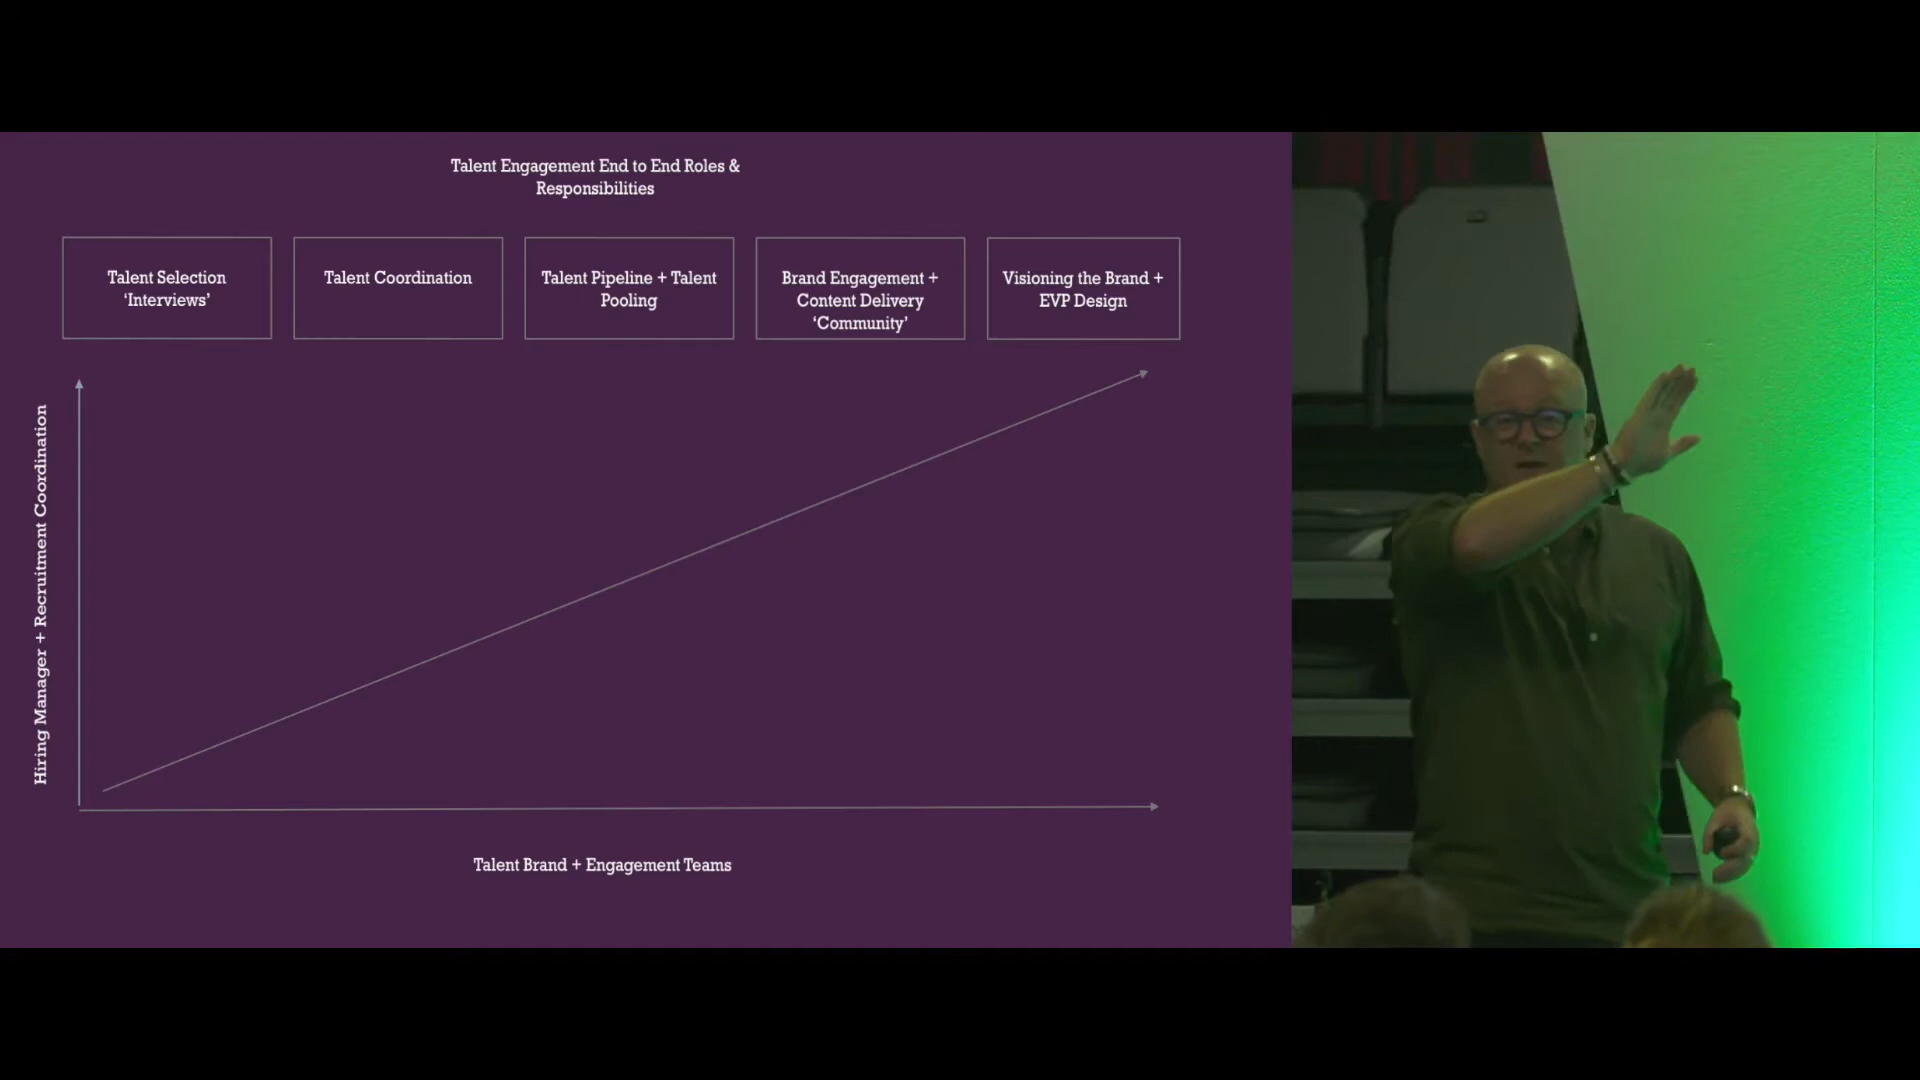 Talent Engagement End to End Roles &
Responsibilities
Talent Selection
‘Interviews’
Talent Coordination
Talent Pipeline + Talent
Pooling
Brand Engagement +
Content Delivery
‘Community’
Visioning the Brand +
EVP Design
Hiring Manager + Recruitment Coordination
Talent Brand + Engagement Teams